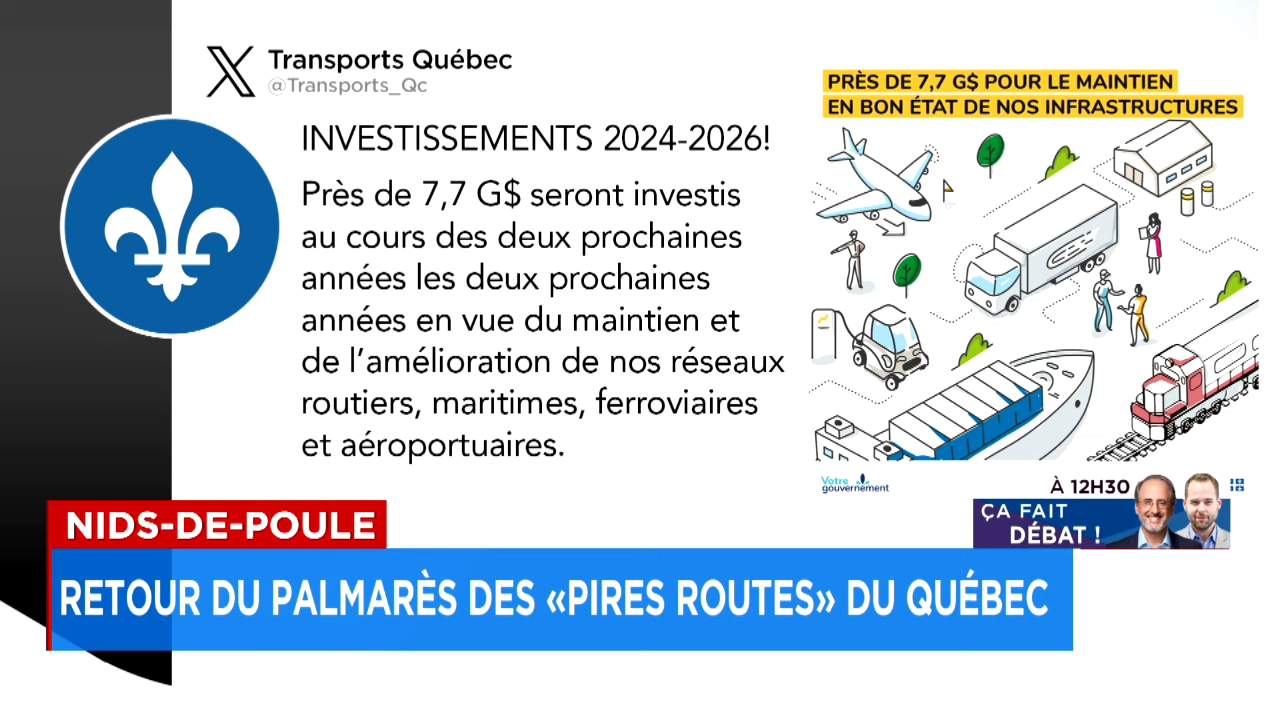 Transports Québec
@Transports_Qc
INVESTISSEMENTS 2024-2026!
Près de 7,7 G$ seront investis
au cours des deux prochaines
années les deux prochaines
années en vue du maintien et
de l'amélioration de nos réseaux
routiers, maritimes, ferroviaires
et aéroportuaires.
PRÈS DE 7,7 G$ POUR LE MAINTIEN
EN BON ÉTAT DE NOS INFRASTRUCTURES
Votre
gouvernement
À 12H30
ÇA FAIT
DÉBAT !
NIDS-DE-POULE
RETOUR DU PALMARÈS DES «PIRES ROUTES» DU QUÉBEC